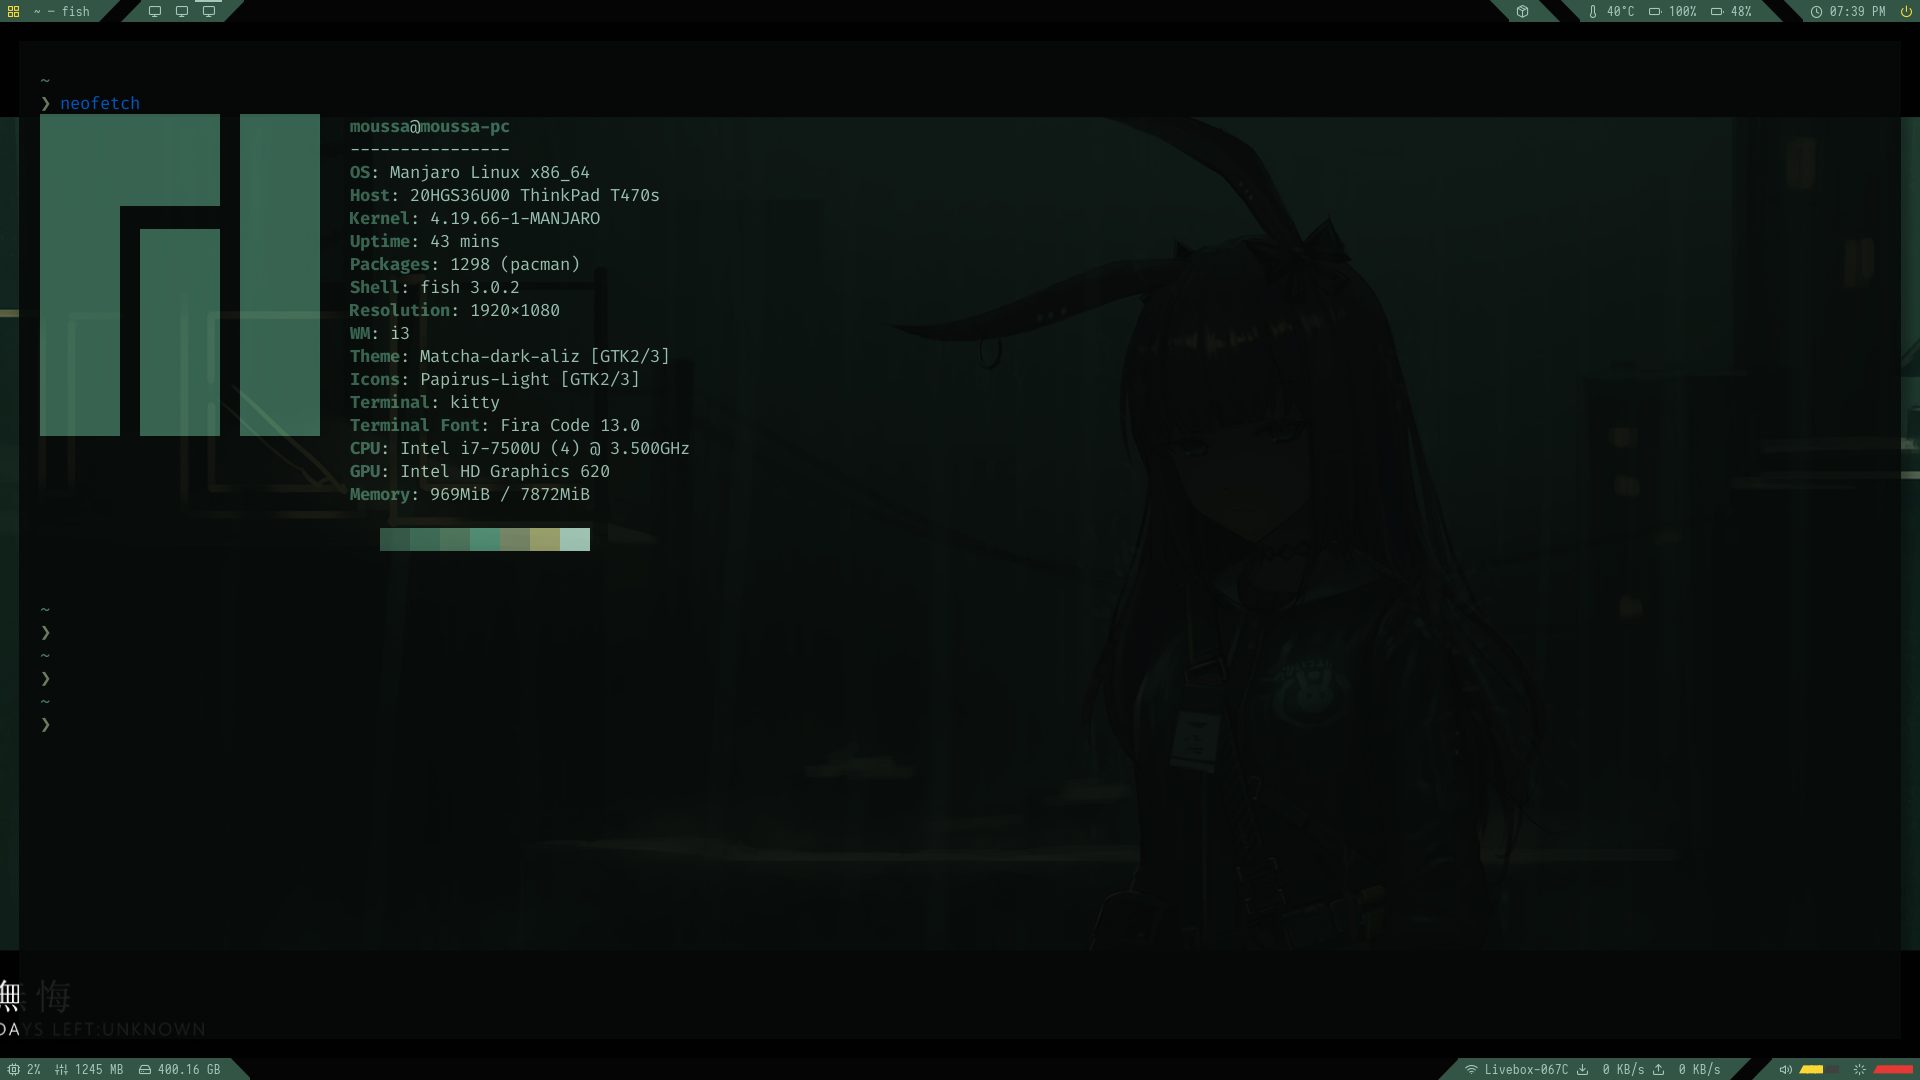 ~ – fish
40°C 100% 48% 07:39 PM
~
❯ neofetch
moussa@moussa-pc
----------------
OS: Manjaro Linux x86_64
Host: 20HGS36U00 ThinkPad T470s
Kernel: 4.19.66-1-MANJARO
Uptime: 43 mins
Packages: 1298 (pacman)
Shell: fish 3.0.2
Resolution: 1920×1080
WM: i3
Theme: Matcha-dark-aliz [GTK2/3]
Icons: Papirus-Light [GTK2/3]
Terminal: kitty
Terminal Font: Fira Code 13.0
CPU: Intel i7-7500U (4) @ 3.500GHz
GPU: Intel HD Graphics 620
Memory: 969MiB / 7872MiB
~
❯
~
❯
~
❯
無悔
DAYS LEFT:UNKNOWN
2% 1245 MB 400.16 GB
Livebox-067C 0 KB/s 0 KB/s